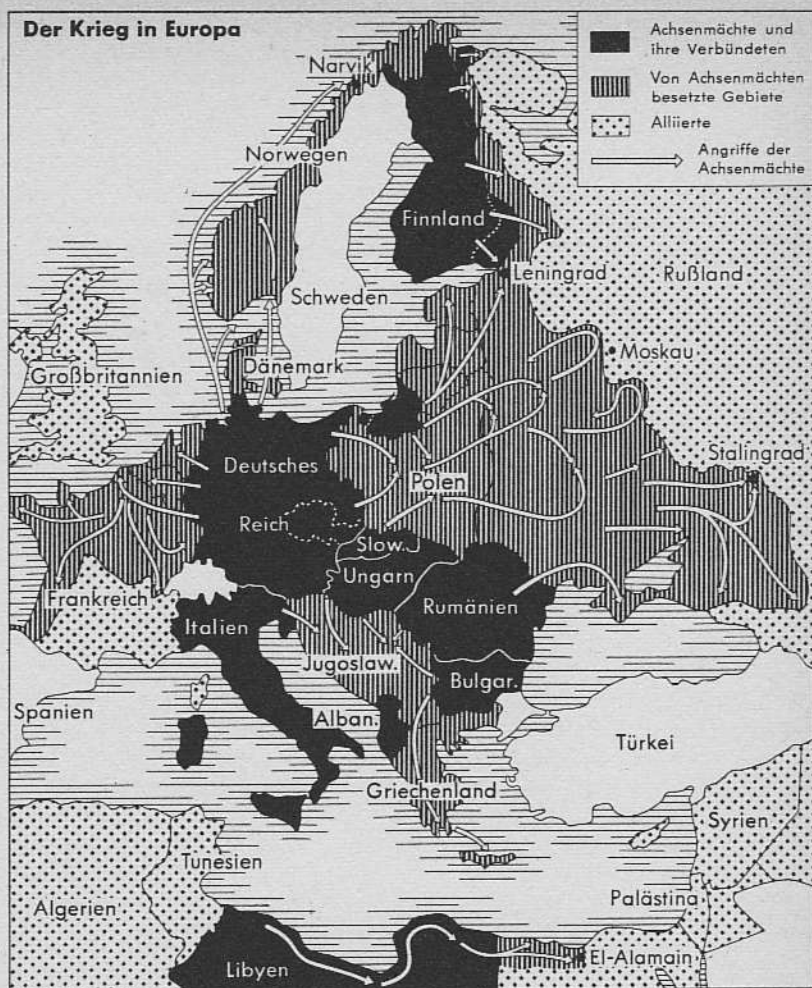 Der Krieg in Europa
Achsenmächte und
ihre Verbündeten
Von Achsenmächten
besetzte Gebiete
Alliierte
Angriffe der
Achsenmächte
Narvik
Norwegen
Finnland
Leningrad
Rußland
Schweden
Moskau
Großbritannien
Dänemark
Stalingrad
Deutsches
Polen
Reich
Slow.
Ungarn
Frankreich
Rumänien
Italien
Jugoslaw.
Bulgar.
Spanien
Alban.
Türkei
Griechenland
Syrien
Tunesien
Palästina
Algerien
El-Alamain
Libyen